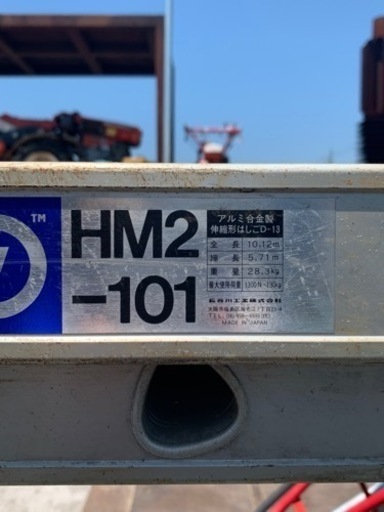 TM
HM2
-101
アルミ合金製
伸縮形はしごD-13
全 長 10.12m
縮 長 5.71m
重 量 28.3kg
最大使用荷重
長谷川工業株式会社
MADE IN JAPAN